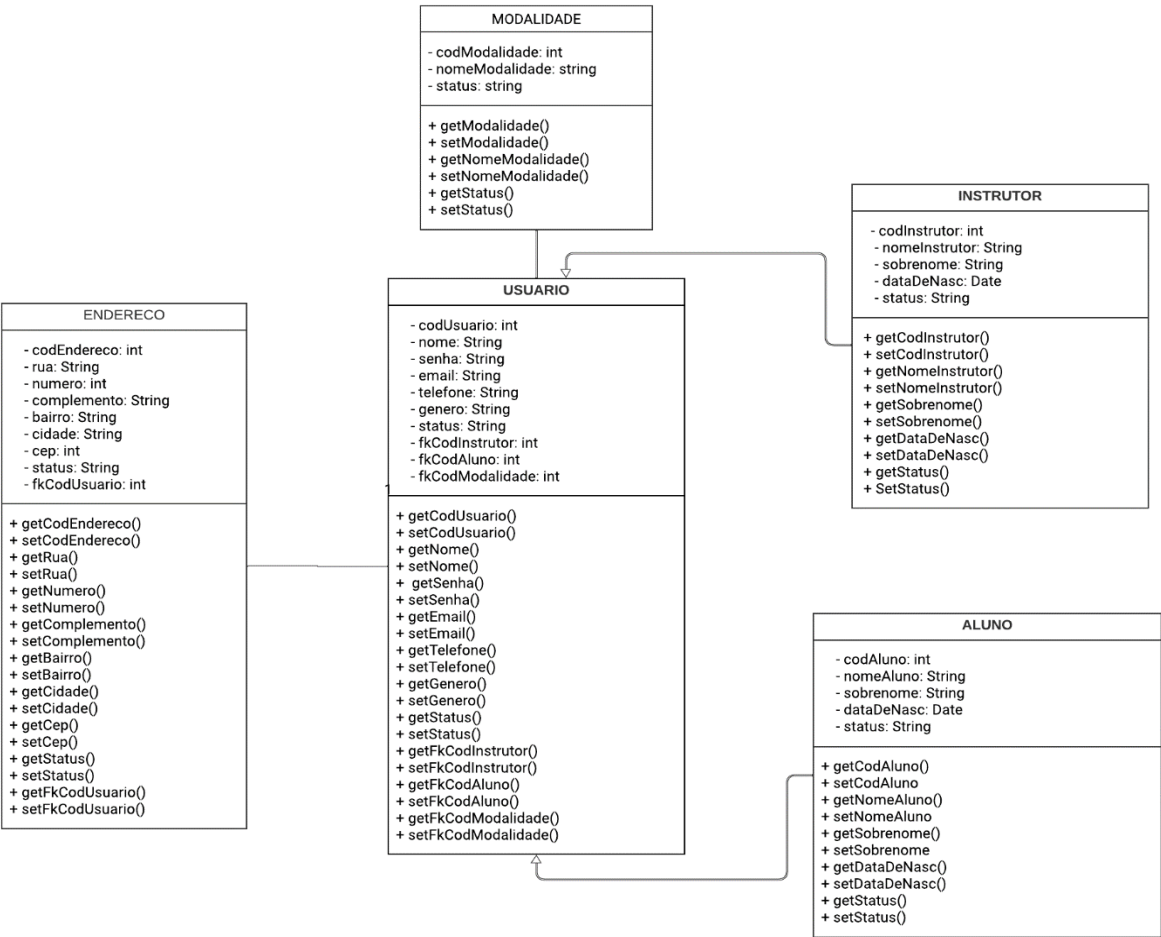 MODALIDADE
- codModalidade: int
- nomeModalidade: string
- status: string
+ getModalidade()
+ setModalidade()
+ getNomeModalidade()
+ setNomeModalidade()
+ getStatus()
+ setStatus()
INSTRUTOR
- codInstrutor: int
- nomeInstrutor: String
- sobrenome: String
- dataDeNasc: Date
- status: String
+ getCodInstrutor()
+ setCodInstrutor()
+ getNomeInstrutor()
+ setNomeInstrutor()
+ getSobrenome()
+ setSobrenome()
+ getDataDeNasc()
+ setDataDeNasc()
+ getStatus()
+ SetStatus()
USUARIO
- codUsuario: int
- nome: String
- senha: String
- email: String
- telefone: String
- genero: String
- status: String
- fkCodInstrutor: int
- fkCodAluno: int
- fkCodModalidade: int
+ getCodUsuario()
+ setCodUsuario()
+ getNome()
+ setNome()
+ getSenha()
+ setSenha()
+ getEmail()
+ setEmail()
+ getTelefone()
+ setTelefone()
+ getGenero()
+ setGenero()
+ getStatus()
+ setStatus()
+ getFkCodInstrutor()
+ setFkCodInstrutor()
+ getFkCodAluno()
+ setFkCodAluno()
+ getFkCodModalidade()
+ setFkCodModalidade()
ENDERECO
- codEndereco: int
- rua: String
- numero: int
- complemento: String
- bairro: String
- cidade: String
- cep: int
- status: String
- fkCodUsuario: int
+ getCodEndereco()
+ setCodEndereco()
+ getRua()
+ setRua()
+ getNumero()
+ setNumero()
+ getComplemento()
+ setComplemento()
+ getBairro()
+ setBairro()
+ getCidade()
+ setCidade()
+ getCep()
+ setCep()
+ getStatus()
+ setStatus()
+ getFkCodUsuario()
+ setFkCodUsuario()
ALUNO
- codAluno: int
- nomeAluno: String
- sobrenome: String
- dataDeNasc: Date
- status: String
+ getCodAluno()
+ setCodAluno
+ getNomeAluno()
+ setNomeAluno
+ getSobrenome()
+ setSobrenome
+ getDataDeNasc()
+ setDataDeNasc()
+ getStatus()
+ setStatus()